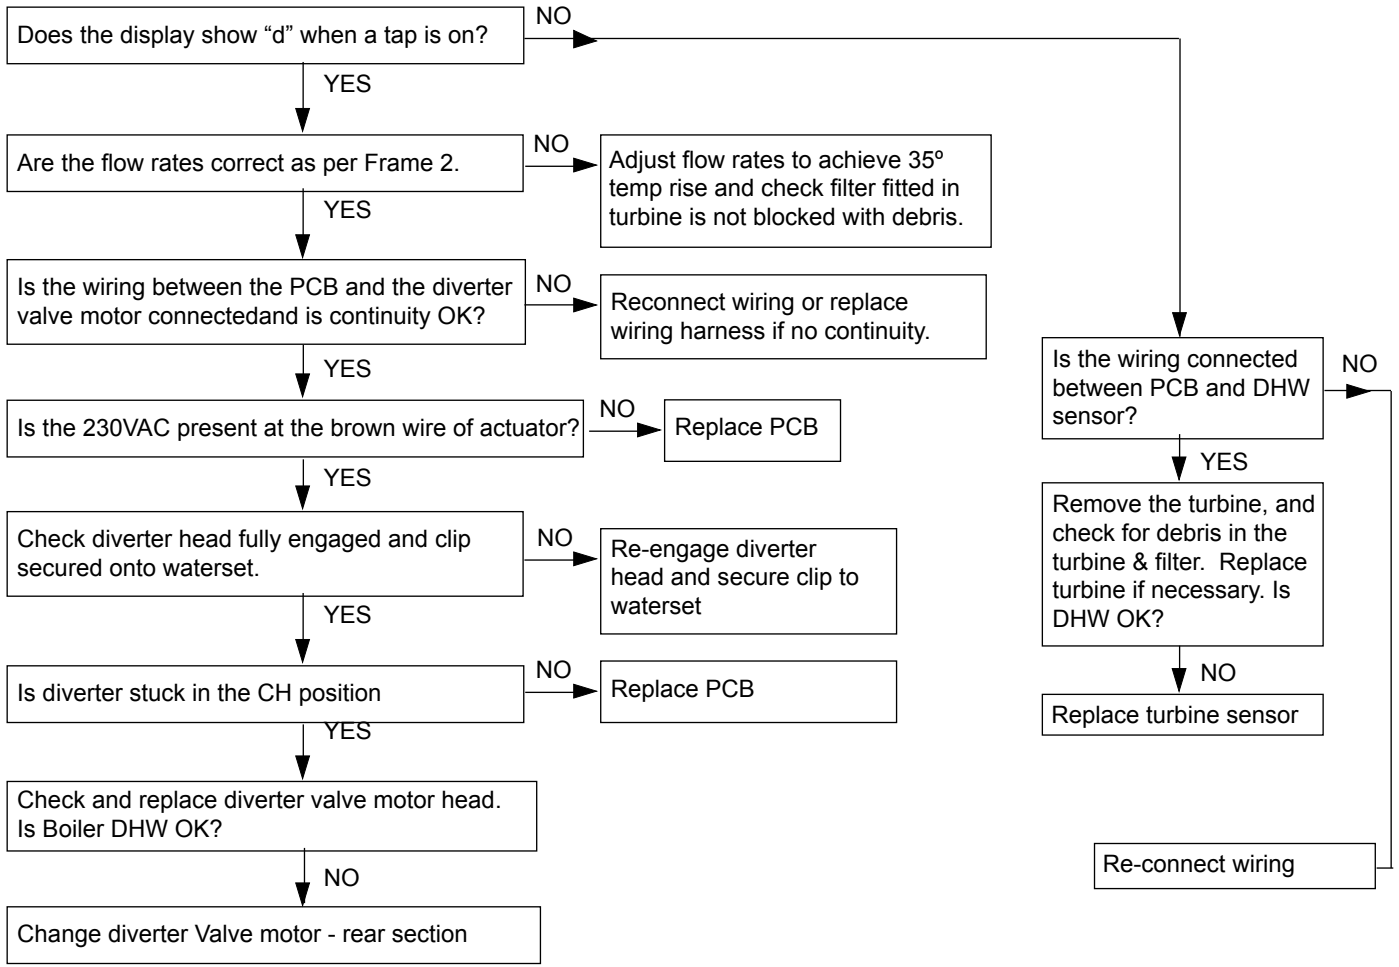 Does the display show “d” when a tap is on?
NO
YES
Are the flow rates correct as per Frame 2.
NO
Adjust flow rates to achieve 35º
temp rise and check filter fitted in
turbine is not blocked with debris.
YES
Is the wiring between the PCB and the diverter
valve motor connectedand is continuity OK?
NO
Reconnect wiring or replace
wiring harness if no continuity.
YES
Is the 230VAC present at the brown wire of actuator?
NO
Replace PCB
YES
Check diverter head fully engaged and clip
secured onto waterset.
NO
Re-engage diverter
head and secure clip to
waterset
YES
Is diverter stuck in the CH position
NO
Replace PCB
YES
Check and replace diverter valve motor head.
Is Boiler DHW OK?
NO
Change diverter Valve motor - rear section
Is the wiring connected
between PCB and DHW
sensor?
NO
YES
Remove the turbine, and
check for debris in the
turbine & filter.  Replace
turbine if necessary. Is
DHW OK?
NO
Replace turbine sensor
Re-connect wiring